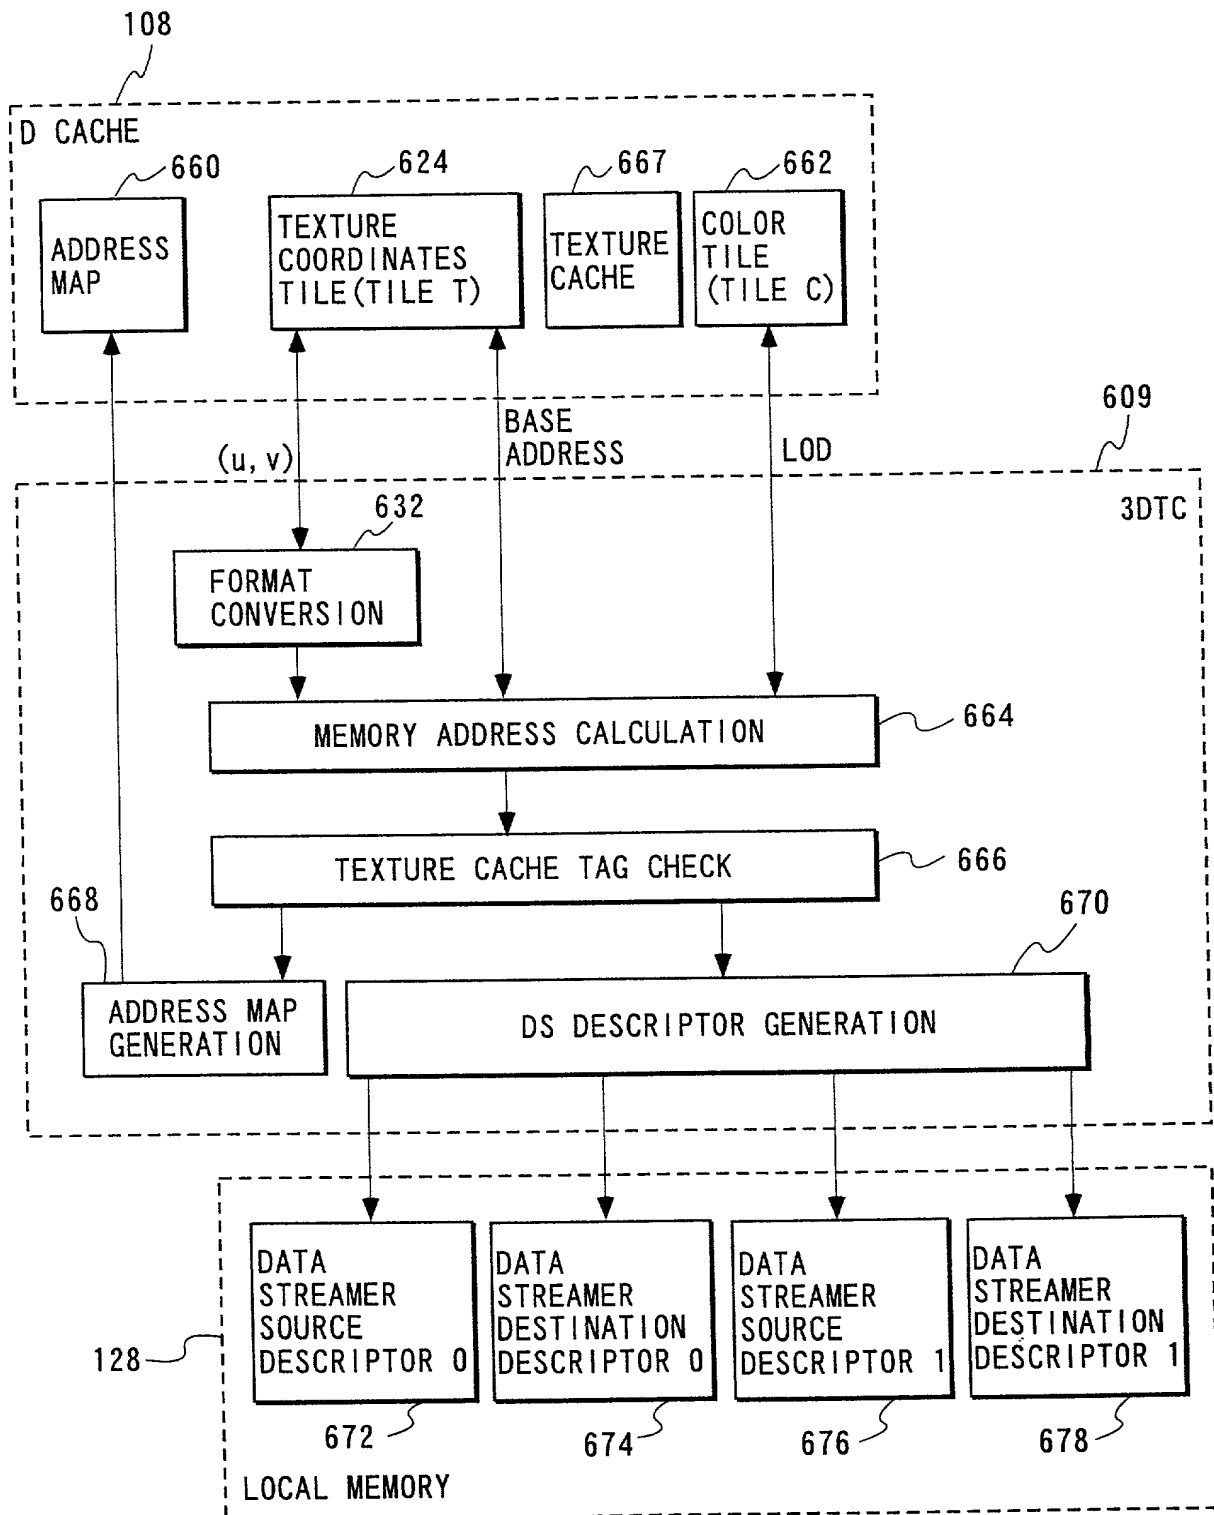 108
D CACHE
660
624
667
662
ADDRESS
MAP
TEXTURE
COORDINATES
TILE(TILE T)
TEXTURE
CACHE
COLOR
TILE
(TILE C)
609
(u,v)
BASE
ADDRESS
LOD
3DTC
632
FORMAT
CONVERSION
MEMORY ADDRESS CALCULATION
664
TEXTURE CACHE TAG CHECK
666
668
670
ADDRESS MAP
GENERATION
DS DESCRIPTOR GENERATION
DATA
STREAMER
SOURCE
DESCRIPTOR 0
DATA
STREAMER
DESTINATION
DESCRIPTOR 0
DATA
STREAMER
SOURCE
DESCRIPTOR 1
DATA
STREAMER
DESTINATION
DESCRIPTOR 1
128
672
674
676
678
LOCAL MEMORY